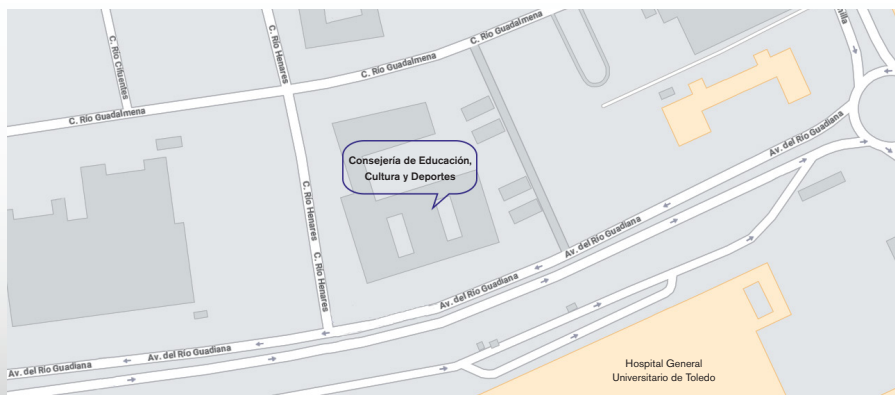 C. Río Cifuentes
C. Río Henares
C. Río Guadalmena
C. Río Guadalmena
C. Río Guadalmena
Consejería de Educación,
Cultura y Deportes
Av. del Río Guadiana
C. Río Henares
Av. del Río Guadiana
C. Río Henares
Av. del Río Guadiana
Av. del Río Guadiana
Av. del Río Guadiana
Hospital General
Universitario de Toledo